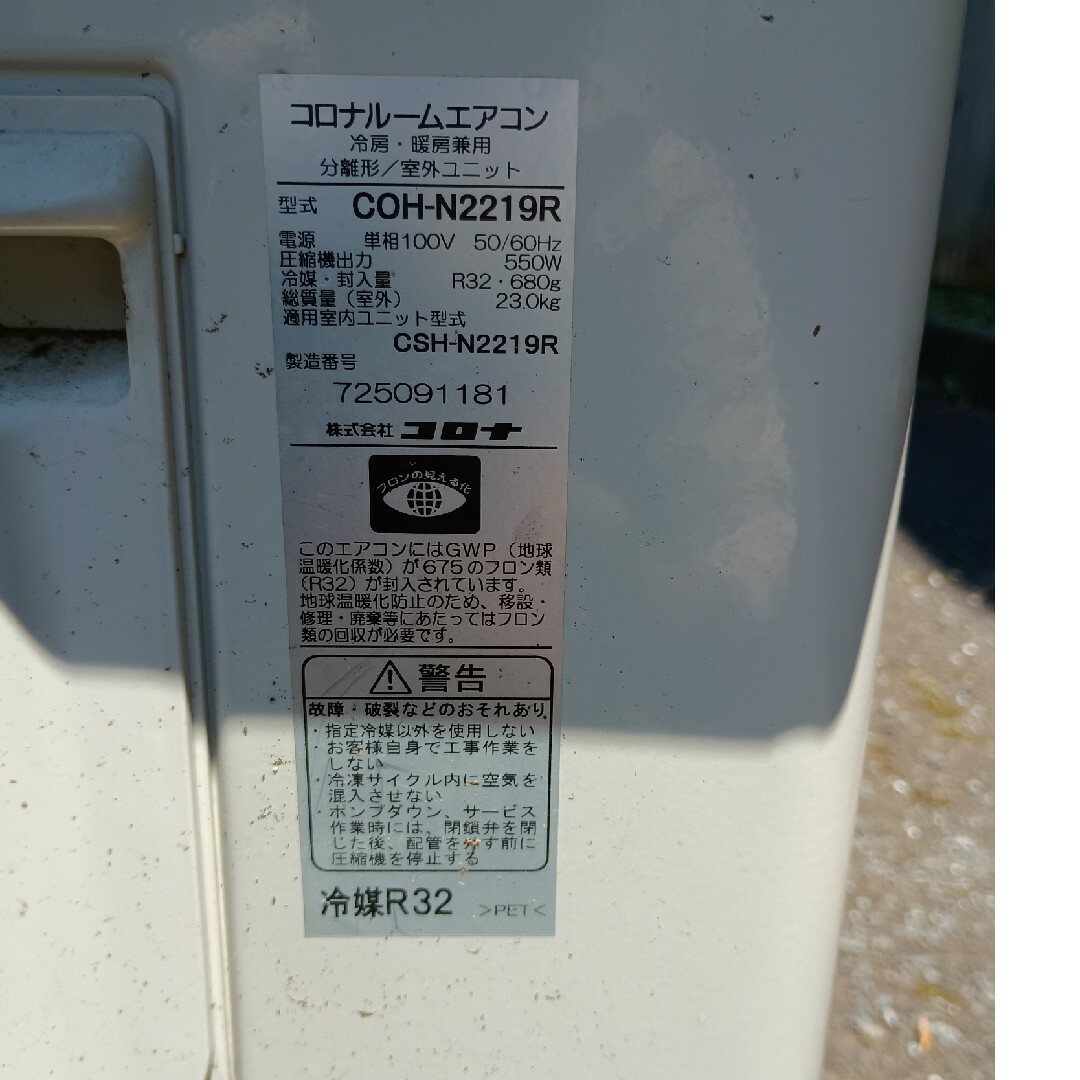 コロナルームエアコン
冷房・暖房兼用
分離形／室外ユニット
型式 COH-N2219R
電源 単相100V 50/60Hz
圧縮機出力 550W
冷媒・封入量 R32・680g
総質量（室外） 23.0kg
適用室内ユニット型式
CSH-N2219R
製造番号
725091181
株式会社 コロナ
フロンの見える化
このエアコンにはGWP（地球
温暖化係数）が675のフロン類
（R32）が封入されています。
地球温暖化防止のため、移設・
修理・廃棄等にあたってはフロン
類の回収が必要です。
警告
故障・破裂などのおそれあり
・指定冷媒以外を使用しない
・お客様自身で工事作業を
しない
・冷凍サイクル内に空気を
混入させない
・ポンプダウン、サービス
作業時には、閉鎖弁を閉
じた後、配管を外す前に
圧縮機を停止する
冷媒R32 >PET<